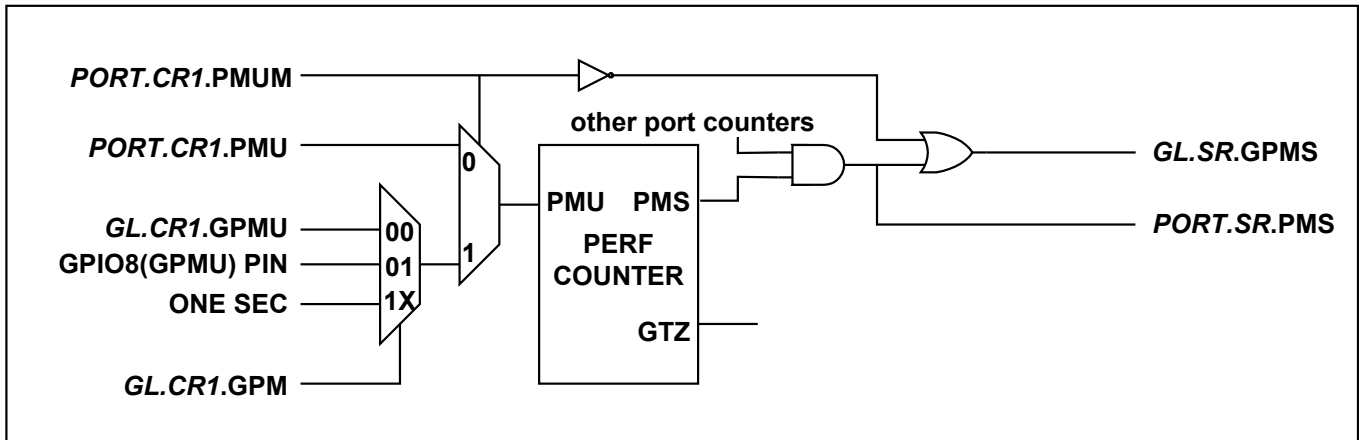 PORT.CR1.PMUM
PORT.CR1.PMU
other port counters
GL.SR.GPMS
0
PMU PMS
PORT.SR.PMS
GL.CR1.GPMU
00
PERF
GPIO8(GPMU) PIN
01
1
COUNTER
ONE SEC
1X
GTZ
GL.CR1.GPM